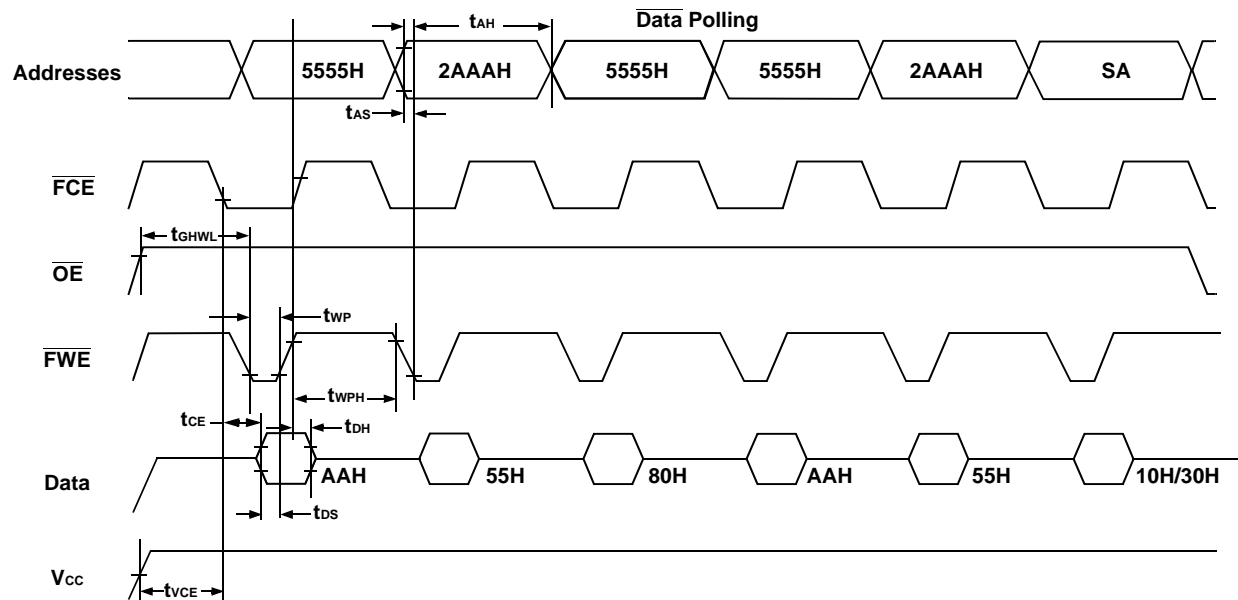 tAH
Data Polling
Addresses
5555H
2AAAH
5555H
5555H
2AAAH
SA
tAS
FCE
tGHWL
OE
tWP
FWE
tWPH
tCE
tDH
Data
AAH
55H
80H
AAH
55H
10H/30H
tDS
VCC
tVCE